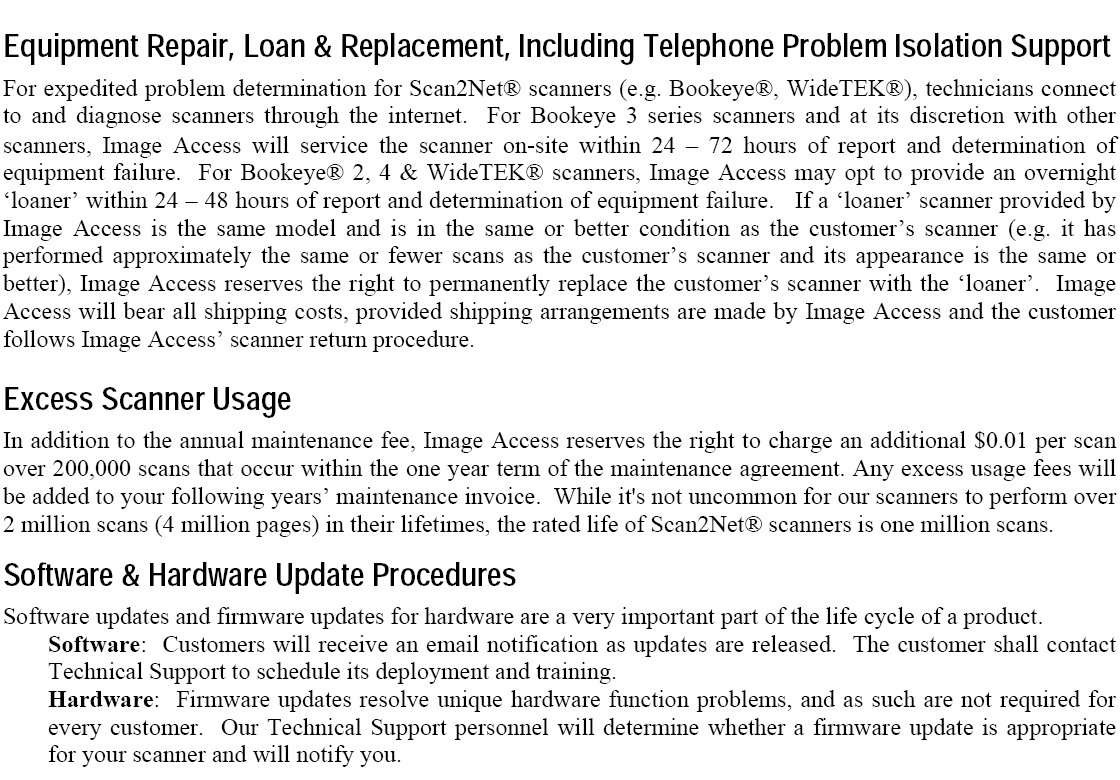 Equipment Repair, Loan & Replacement, Including Telephone Problem Isolation Support
For expedited problem determination for Scan2Net® scanners (e.g. Bookeye®, WideTEK®), technicians connect
to and diagnose scanners through the internet.  For Bookeye 3 series scanners and at its discretion with other
scanners, Image Access will service the scanner on-site within 24 – 72 hours of report and determination of
equipment failure.  For Bookeye® 2, 4 & WideTEK® scanners, Image Access may opt to provide an overnight
‘loaner’ within 24 – 48 hours of report and determination of equipment failure.  If a ‘loaner’ scanner provided by
Image Access is the same model and is in the same or better condition as the customer’s scanner (e.g. it has
performed approximately the same or fewer scans as the customer’s scanner and its appearance is the same or
better), Image Access reserves the right to permanently replace the customer’s scanner with the ‘loaner’.  Image
Access will bear all shipping costs, provided shipping arrangements are made by Image Access and the customer
follows Image Access’ scanner return procedure.
Excess Scanner Usage
In addition to the annual maintenance fee, Image Access reserves the right to charge an additional $0.01 per scan
over 200,000 scans that occur within the one year term of the maintenance agreement. Any excess usage fees will
be added to your following years’ maintenance invoice.  While it's not uncommon for our scanners to perform over
2 million scans (4 million pages) in their lifetimes, the rated life of Scan2Net® scanners is one million scans.
Software & Hardware Update Procedures
Software updates and firmware updates for hardware are a very important part of the life cycle of a product.
Software:  Customers will receive an email notification as updates are released.  The customer shall contact
Technical Support to schedule its deployment and training.
Hardware:  Firmware updates resolve unique hardware function problems, and as such are not required for
every customer.  Our Technical Support personnel will determine whether a firmware update is appropriate
for your scanner and will notify you.